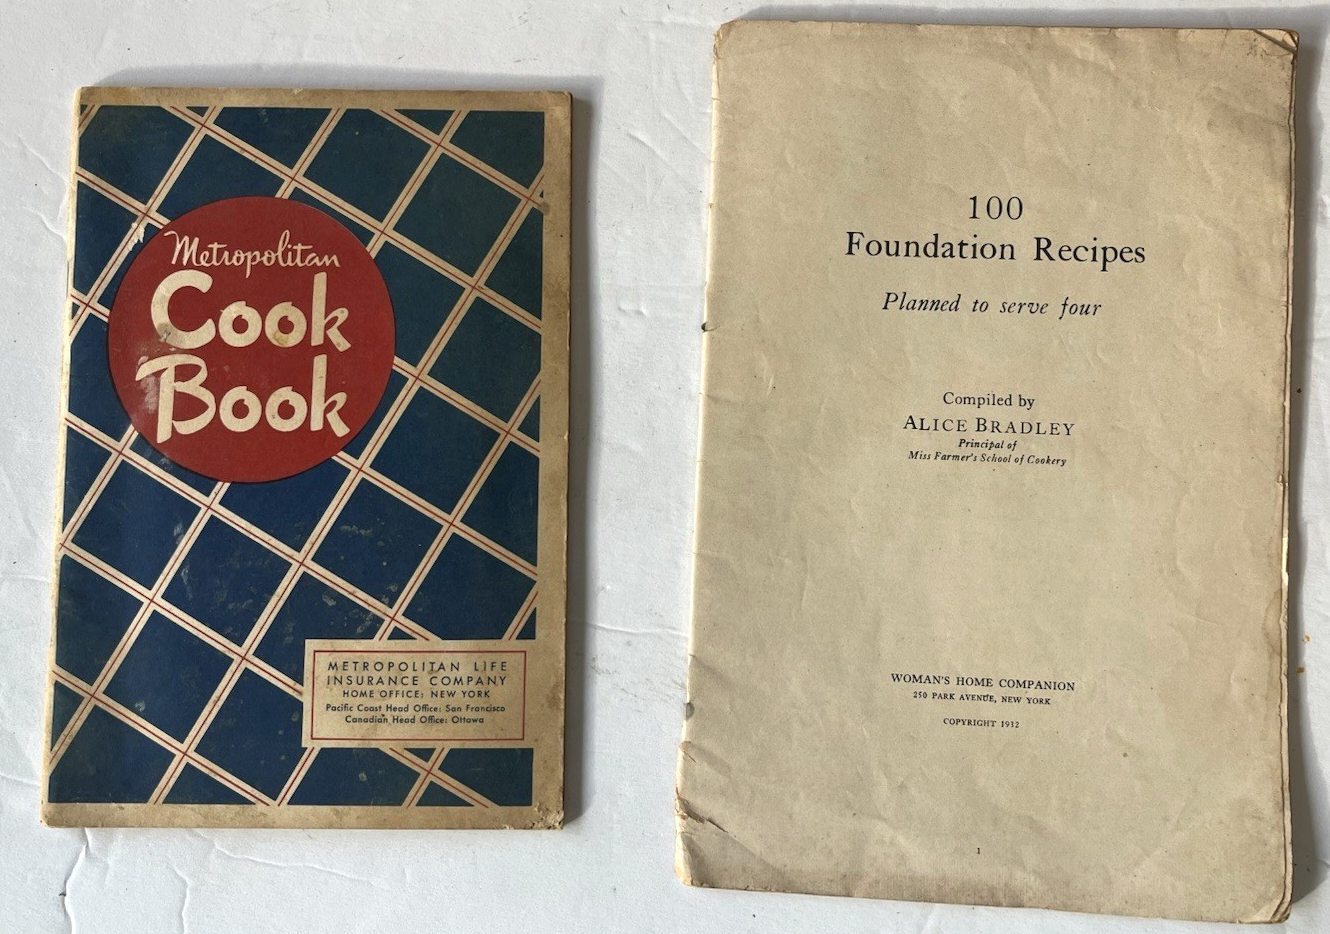 Metropolitan
Cook
Book
METROPOLITAN LIFE
INSURANCE COMPANY
HOME OFFICE: NEW YORK
Pacific Coast Head Office: San Francisco
Canadian Head Office: Ottawa
100
Foundation Recipes
Planned to serve four
Compiled by
ALICE BRADLEY
Principal of
Miss Farmer's School of Cookery
WOMAN'S HOME COMPANION
250 PARK AVENUE, NEW YORK
COPYRIGHT 1932
1